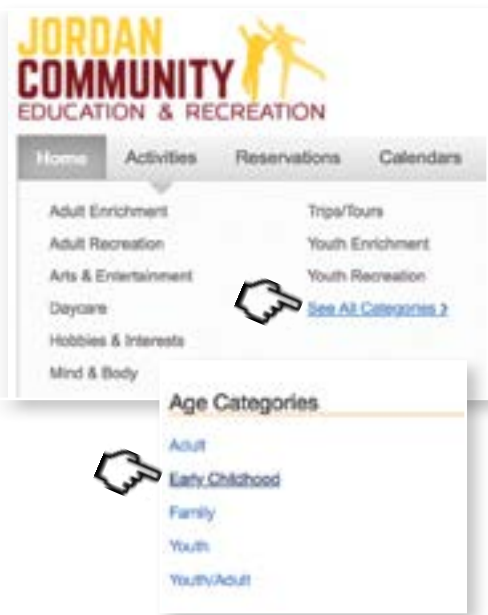 JORDAN
COMMUNITY
EDUCATION & RECREATION
Home Activities Reservations Calendars
Adult Enrichment Trips/Tours
Adult Recreation Youth Enrichment
Arts & Entertainment Youth Recreation
Daycare See All Categories >
Hobbies & Interests
Mind & Body
Age Categories
Adult
Early Childhood
Family
Youth
Youth/Adult